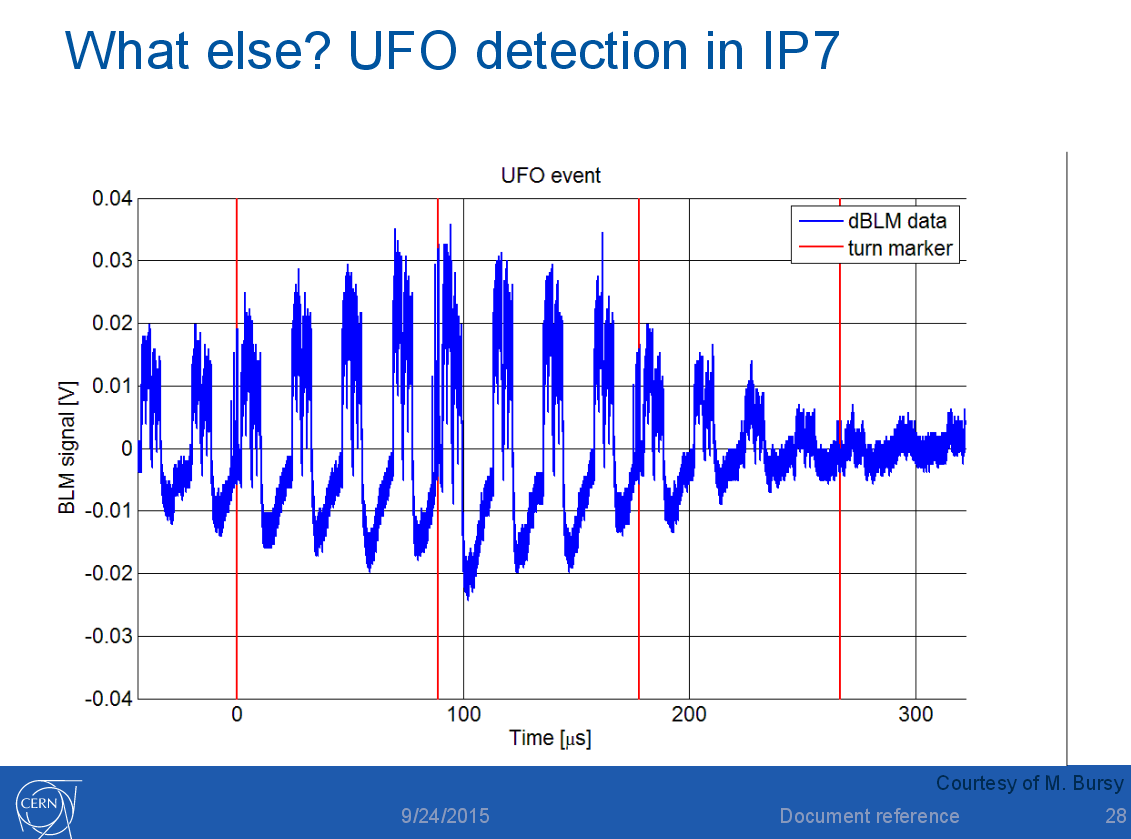 What else? UFO detection in IP7
UFO event
dBLM data
turn marker
0.04
0.03
0.02
0.01
0
-0.01
-0.02
-0.03
-0.04
BLM signal [V]
0
100
200
300
Time [μs]
Courtesy of M. Bursy
CERN
9/24/2015
Document reference
28